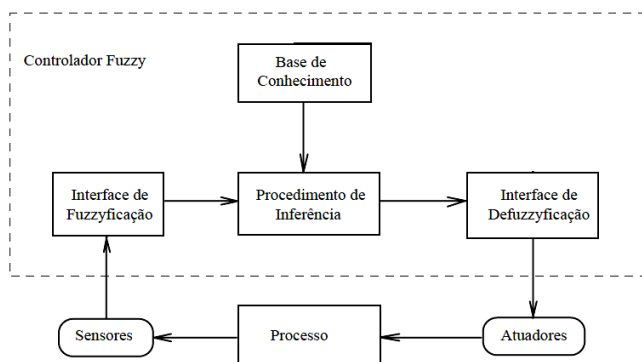 Controlador Fuzzy
Base de
Conhecimento
Interface de
Fuzzyficação
Procedimento de
Inferência
Interface de
Defuzzyficação
Sensores
Processo
Atuadores